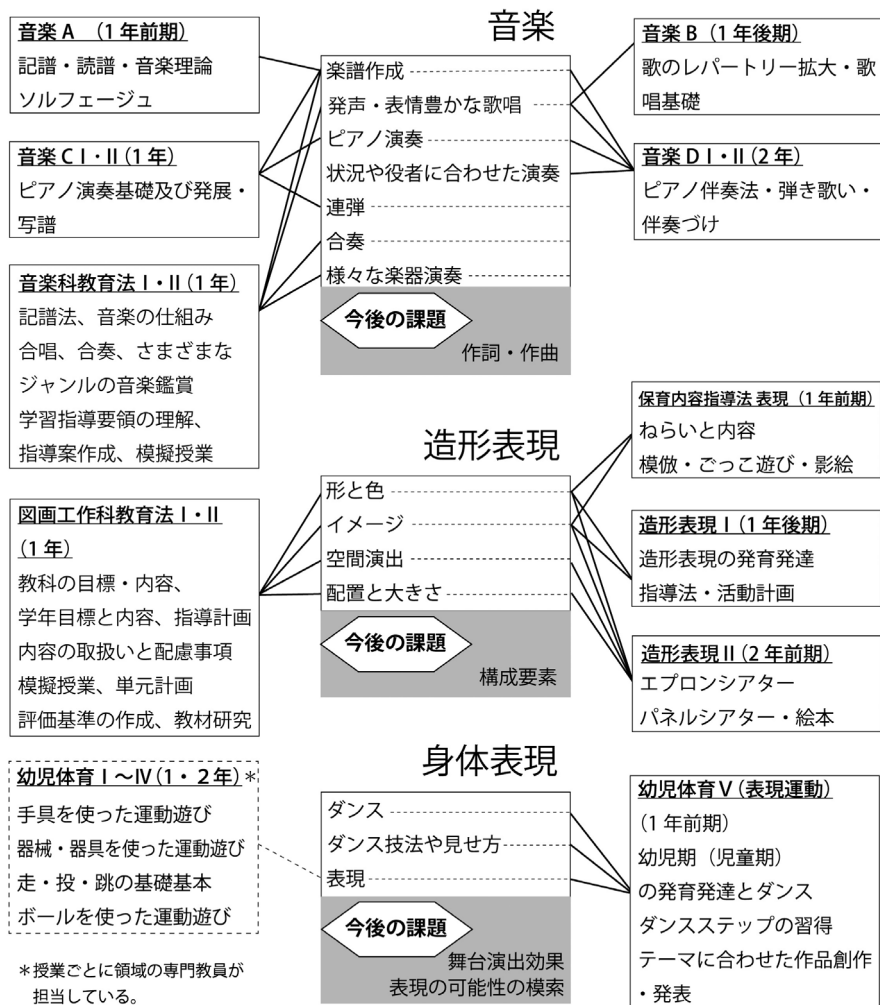 音楽
音楽 A （1 年前期）
記譜・読譜・音楽理論
ソルフェージュ
音楽 C I・II (1 年)
ピアノ演奏基礎及び発展・
写譜
音楽科教育法 I・II (1 年)
記譜法、音楽の仕組み
合唱、合奏、さまざまな
ジャンルの音楽鑑賞
学習指導要領の理解、
指導案作成、模擬授業
楽譜作成
発声・表情豊かな歌唱
ピアノ演奏
状況や役者に合わせた演奏
連弾
合奏
様々な楽器演奏
今後の課題
作詞・作曲
音楽 B（1 年後期）
歌のレパートリー拡大・歌
唱基礎
音楽 D I・II (2 年)
ピアノ伴奏法・弾き歌い・
伴奏づけ
造形表現
図画工作科教育法 I・II
(1 年)
教科の目標・内容、
学年目標と内容、指導計画
内容の取扱いと配慮事項
模擬授業、単元計画
評価基準の作成、教材研究
形と色
イメージ
空間演出
配置と大きさ
今後の課題
構成要素
保育内容指導法 表現（1 年前期）
ねらいと内容
模倣・ごっこ遊び・影絵
造形表現 I（1 年後期）
造形表現の発育発達
指導法・活動計画
造形表現 II (2 年前期）
エプロンシアター
パネルシアター・絵本
身体表現
幼児体育 I ～IV (1・2 年) ＊
手具を使った運動遊び
器械・器具を使った運動遊び
走・投・跳の基礎基本
ボールを使った運動遊び
＊授業ごとに領域の専門教員が
担当している。
ダンス
ダンス技法や見せ方
表現
今後の課題
舞台演出効果
表現の可能性の模索
幼児体育 V (表現運動）
(1 年前期）
幼児期（児童期）
の発育発達とダンス
ダンスステップの習得
テーマに合わせた作品創作
・発表